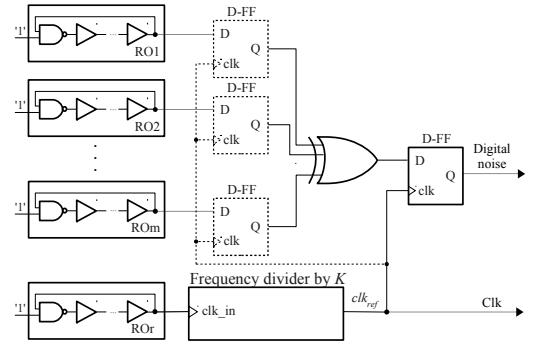 D-FF
'1'
RO1
D
Q
clk
D-FF
'1'
RO2
D
Q
clk
D-FF
D
Q
clk
Digital
noise
D-FF
'1'
ROm
D
Q
clk
Frequency divider by K
'1'
ROr
clk_in
clk_ref
Clk